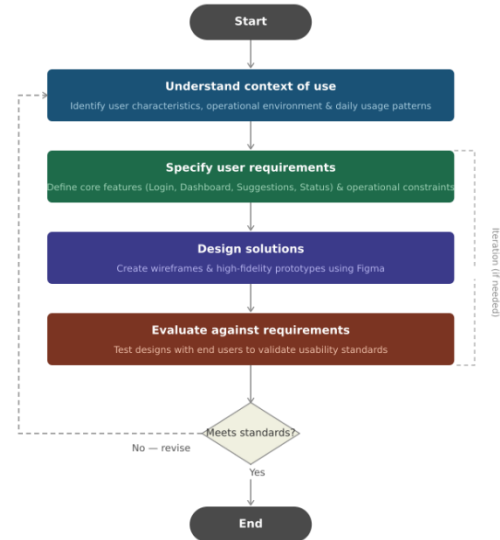 Start
Understand context of use
Identify user characteristics, operational environment & daily usage patterns
Specify user requirements
Define core features (Login, Dashboard, Suggestions, Status) & operational constraints
Design solutions
Create wireframes & high-fidelity prototypes using Figma
Evaluate against requirements
Test designs with end users to validate usability standards
Iteration (if needed)
Meets standards?
No — revise
Yes
End